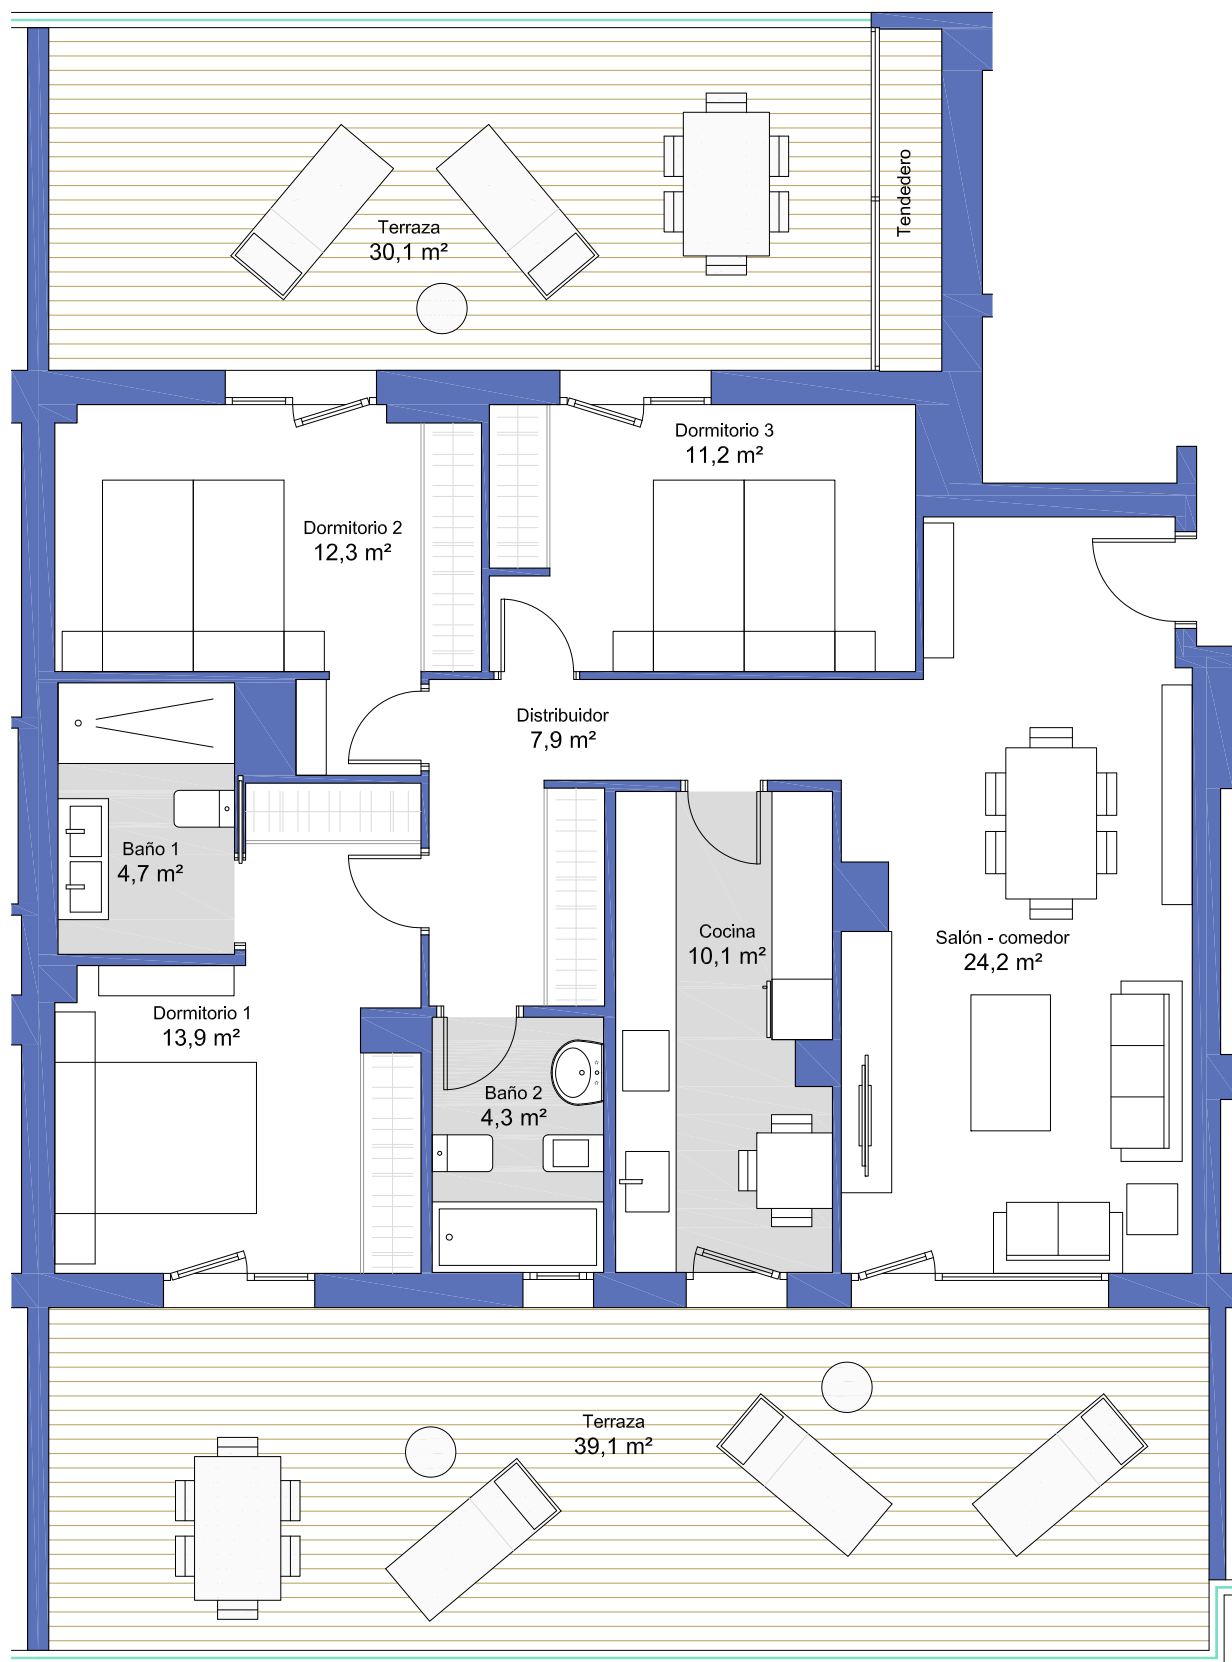 Tendedero
Terraza
30,1 m²
Dormitorio 3
11,2 m²
Dormitorio 2
12,3 m²
Distribuidor
7,9 m²
Baño 1
4,7 m²
Cocina
10,1 m²
Salón - comedor
24,2 m²
Dormitorio 1
13,9 m²
Baño 2
4,3 m²
Terraza
39,1 m²